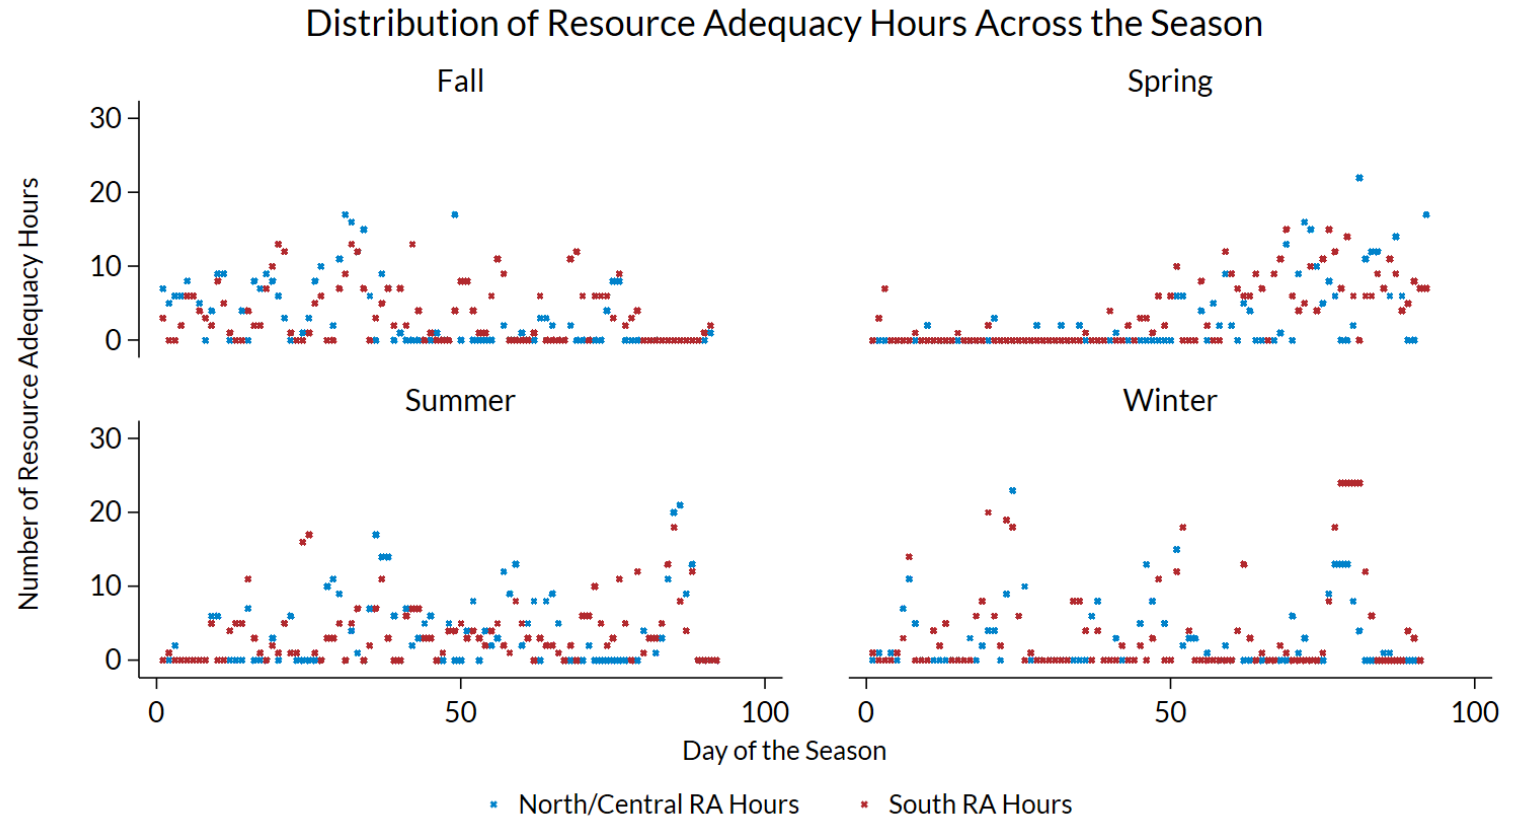 Distribution of Resource Adequacy Hours Across the Season
Fall
Spring
30
20
10
0
Summer
Winter
30
20
10
0
Number of Resource Adequacy Hours
0 50 100
0 50 100
Day of the Season
North/Central RA Hours
South RA Hours